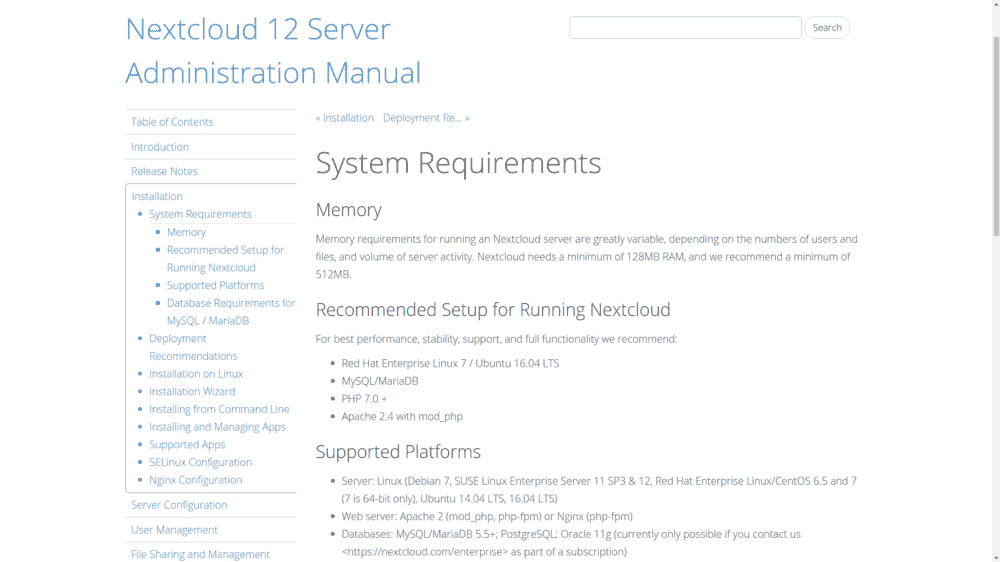 Nextcloud 12 Server
Administration Manual
Search
Table of Contents
Introduction
Release Notes
Installation
System Requirements
Memory
Recommended Setup for
Running Nextcloud
Supported Platforms
Database Requirements for
MySQL / MariaDB
Deployment
Recommendations
Installation on Linux
Installation Wizard
Installing from Command Line
Installing and Managing Apps
Supported Apps
SELinux Configuration
Nginx Configuration
Server Configuration
User Management
File Sharing and Management
« Installation Deployment Re... »
System Requirements
Memory
Memory requirements for running an Nextcloud server are greatly variable, depending on the numbers of users and
files, and volume of server activity. Nextcloud needs a minimum of 128MB RAM, and we recommend a minimum of
512MB.
Recommended Setup for Running Nextcloud
For best performance, stability, support, and full functionality we recommend:
Red Hat Enterprise Linux 7 / Ubuntu 16.04 LTS
MySQL/MariaDB
PHP 7.0 +
Apache 2.4 with mod_php
Supported Platforms
Server: Linux (Debian 7, SUSE Linux Enterprise Server 11 SP3 & 12, Red Hat Enterprise Linux/CentOS 6.5 and 7
(7 is 64-bit only), Ubuntu 14.04 LTS, 16.04 LTS)
Web server: Apache 2 (mod_php, php-fpm) or Nginx (php-fpm)
Databases: MySQL/MariaDB 5.5+; PostgreSQL; Oracle 11g (currently only possible if you contact us
<https://nextcloud.com/enterprise> as part of a subscription)